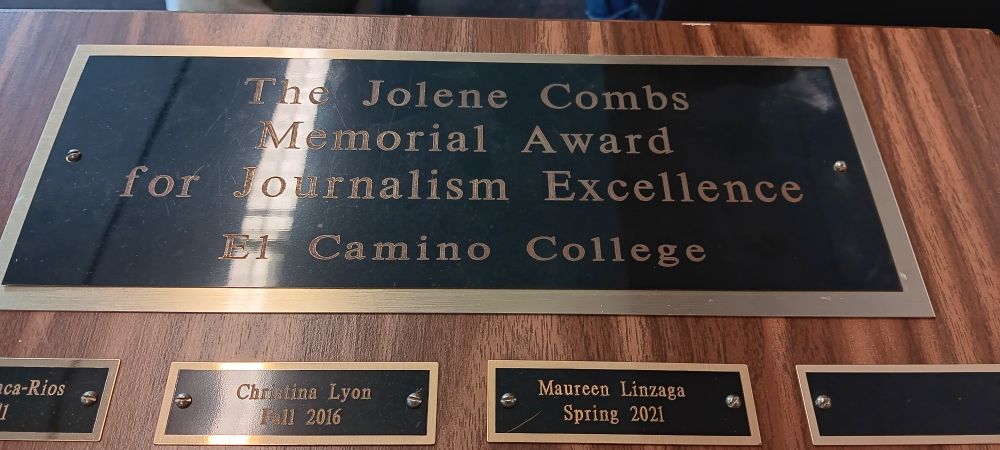 The Jolene Combs
Memorial Award
for Journalism Excellence
El Camino College
Christina Lyon
Fall 2016
Maureen Linzaga
Spring 2021